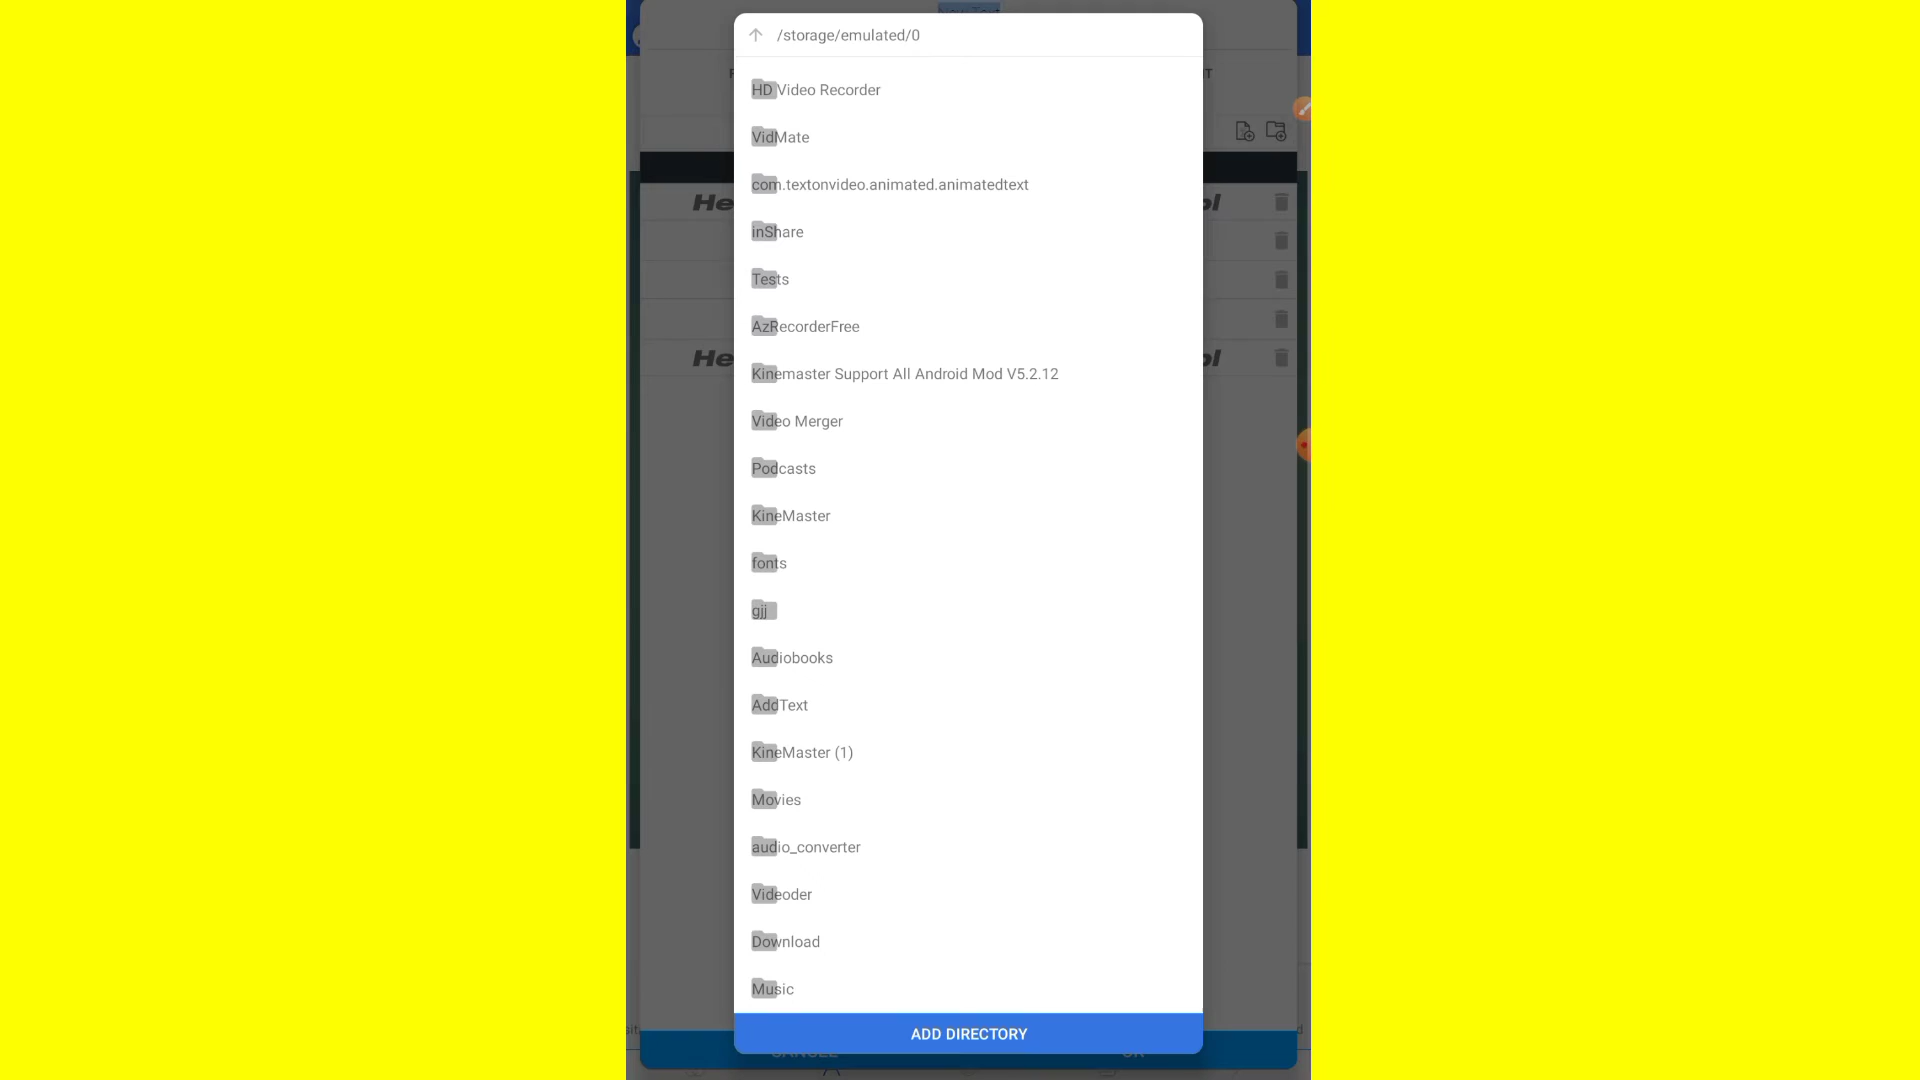 /storage/emulated/0
HD Video Recorder
VidMate
com.textonvideo.animated.animatedtext
inShare
Tests
AzRecorderFree
Kinemaster Support All Android Mod V5.2.12
Video Merger
Podcasts
KineMaster
fonts
gjj
Audiobooks
AddText
KineMaster (1)
Movies
audio_converter
Videoder
Download
Music
ADD DIRECTORY